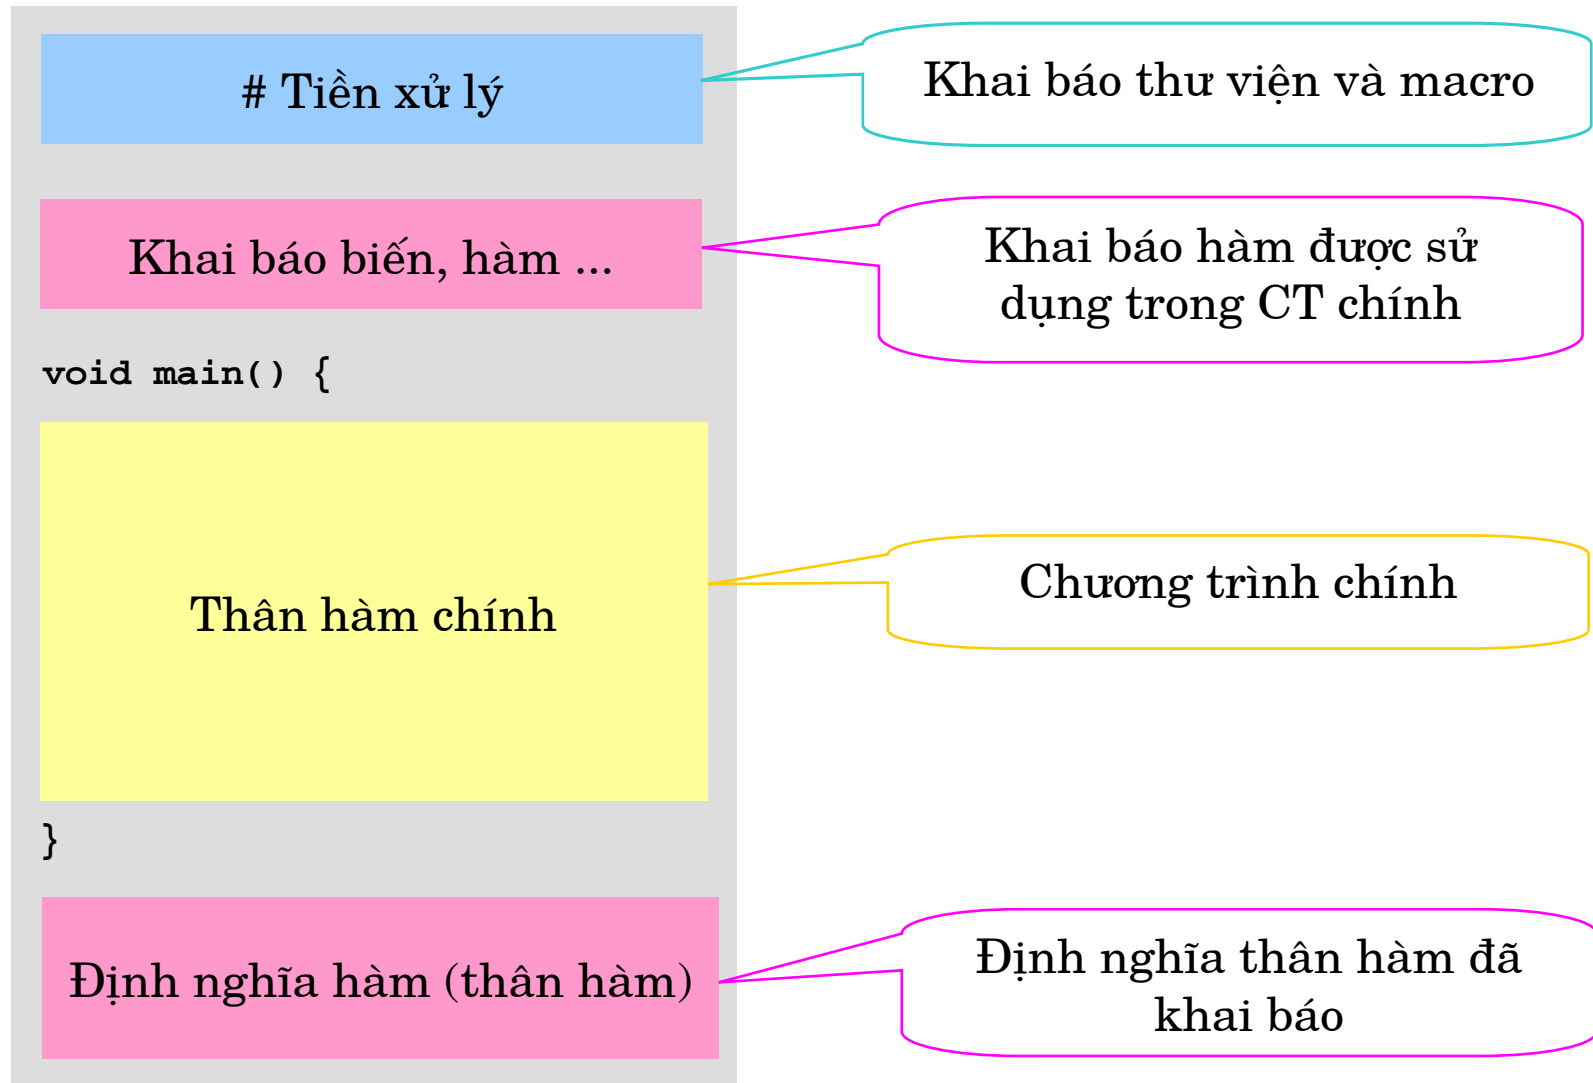 # Tiền xử lý
Khai báo thư viện và macro
Khai báo biến, hàm ...
Khai báo hàm được sử
dụng trong CT chính
void main() {
Thân hàm chính
Chương trình chính
}
Định nghĩa hàm (thân hàm)
Định nghĩa thân hàm đã
khai báo